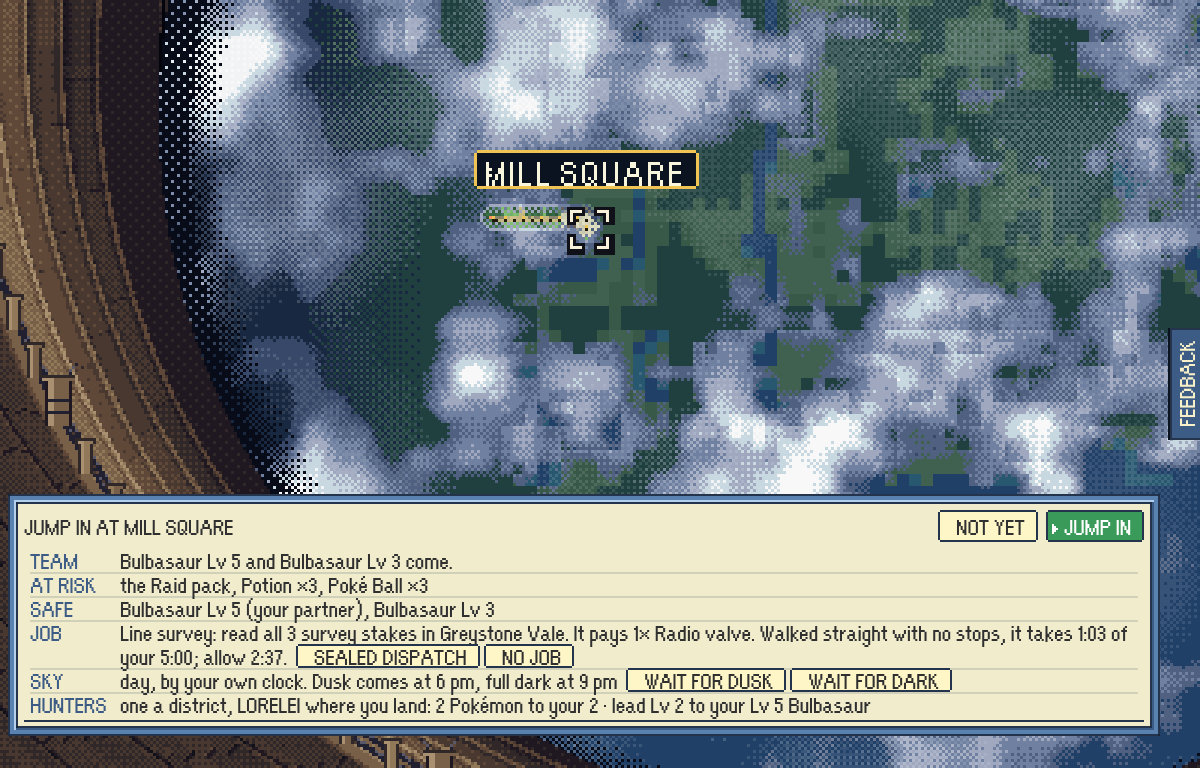 MILL SQUARE
FEEDBACK
JUMP IN AT MILL SQUARE
NOT YET
JUMP IN
TEAM Bulbasaur Lv 5 and Bulbasaur Lv 3 come.
AT RISK the Raid pack, Potion ×3, Poké Ball ×3
SAFE Bulbasaur Lv 5 (your partner), Bulbasaur Lv 3
JOB Line survey: read all 3 survey stakes in Greystone Vale. It pays 1× Radio valve. Walked straight with no stops, it takes 1:03 of
your 5:00; allow 2:37. SEALED DISPATCH NO JOB
SKY day, by your own clock. Dusk comes at 6 pm, full dark at 9 pm WAIT FOR DUSK WAIT FOR DARK
HUNTERS one a district, LORELEI where you land: 2 Pokémon to your 2 · lead Lv 2 to your Lv 5 Bulbasaur